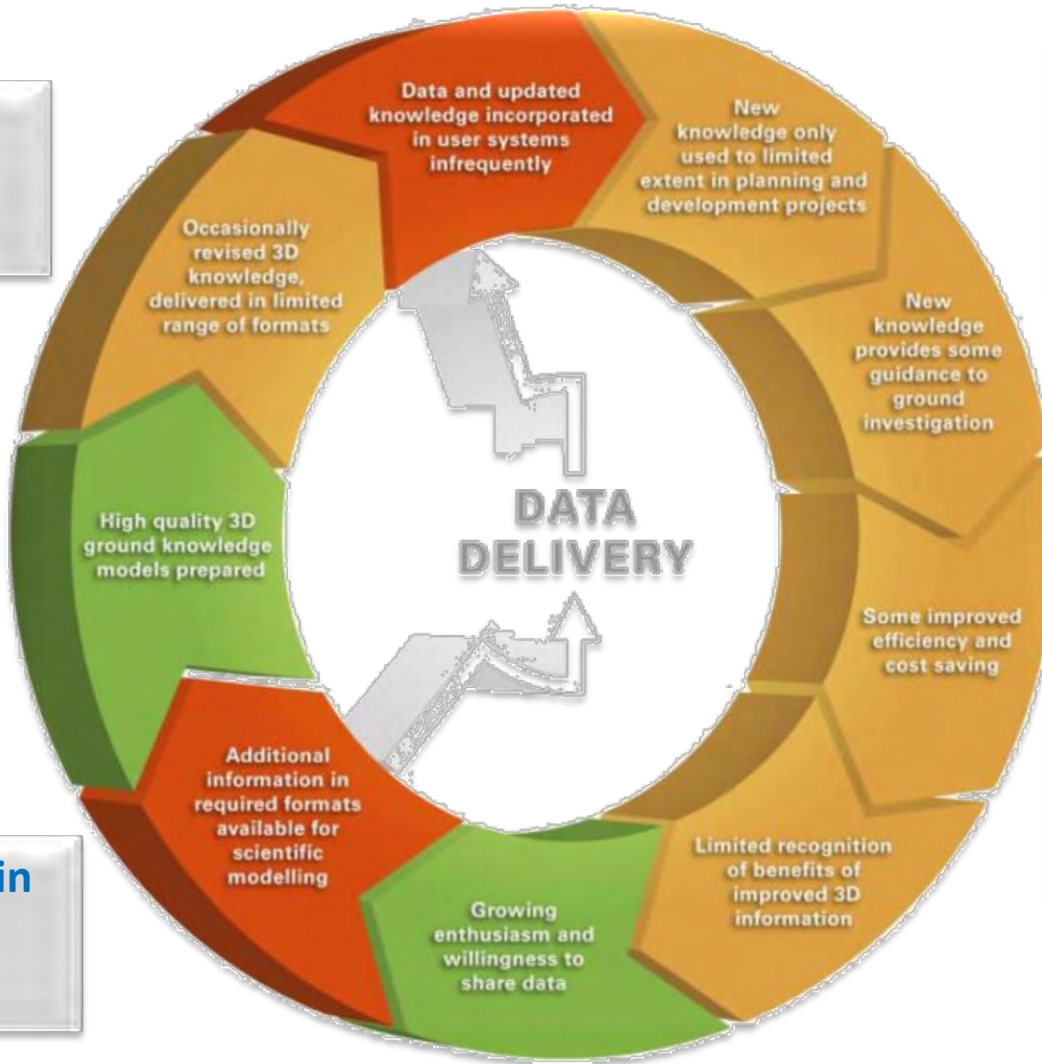 Data and updated
knowledge incorporated
in user systems
infrequently
New
knowledge only
used to limited
extent in planning and
development projects
New
knowledge
provides some
guidance to
ground
investigation
Some improved
efficiency and
cost saving
Limited recognition
of benefits of
improved 3D
information
Growing
enthusiasm and
willingness to
share data
Additional
information in
required formats
available for
scientific
modelling
High quality 3D
ground knowledge
models prepared
Occasionally
revised 3D
knowledge,
delivered in limited
range of formats
DATA
DELIVERY
in